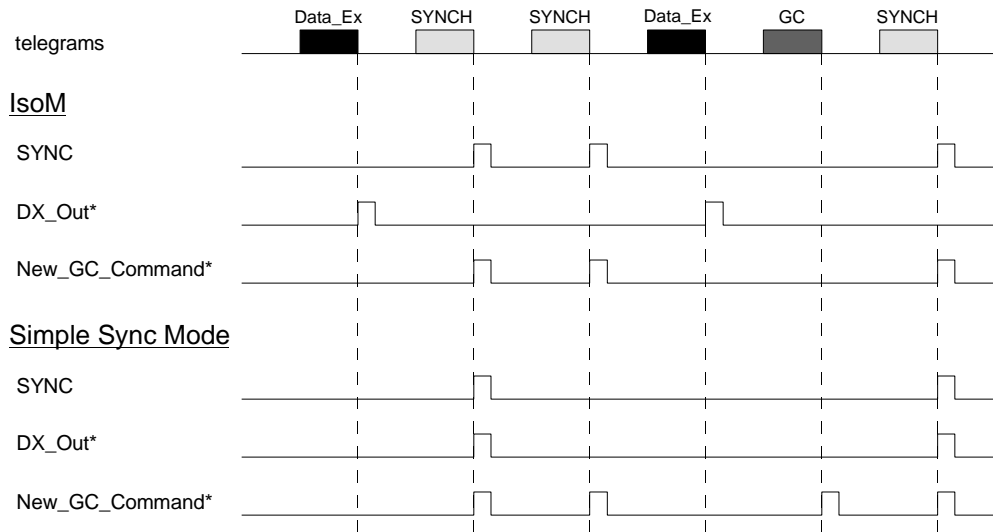 Data_Ex SYNCH SYNCH Data_Ex GC SYNCH
telegrams
IsoM
SYNC
DX_Out*
New_GC_Command*
Simple Sync Mode
SYNC
DX_Out*
New_GC_Command*